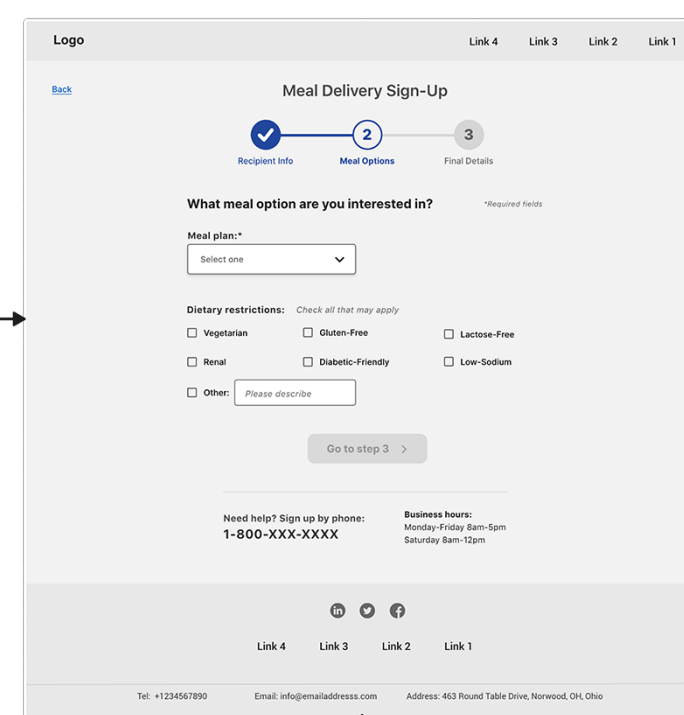 Logo Link 4 Link 3 Link 2 Link 1
Back
Meal Delivery Sign-Up
2 3
Recipient Info Meal Options Final Details
What meal option are you interested in? *Required fields
Meal plan:*
Select one
Dietary restrictions: Check all that may apply
Vegetarian Gluten-Free Lactose-Free
Renal Diabetic-Friendly Low-Sodium
Other: Please describe
Go to step 3 >
Need help? Sign up by phone:
1-800-XXX-XXXX
Business hours:
Monday-Friday 8am-5pm
Saturday 8am-12pm
in f
Link 4 Link 3 Link 2 Link 1
Tel: +1234567890 Email: info@emailaddresss.com Address: 463 Round Table Drive, Norwood, OH, Ohio